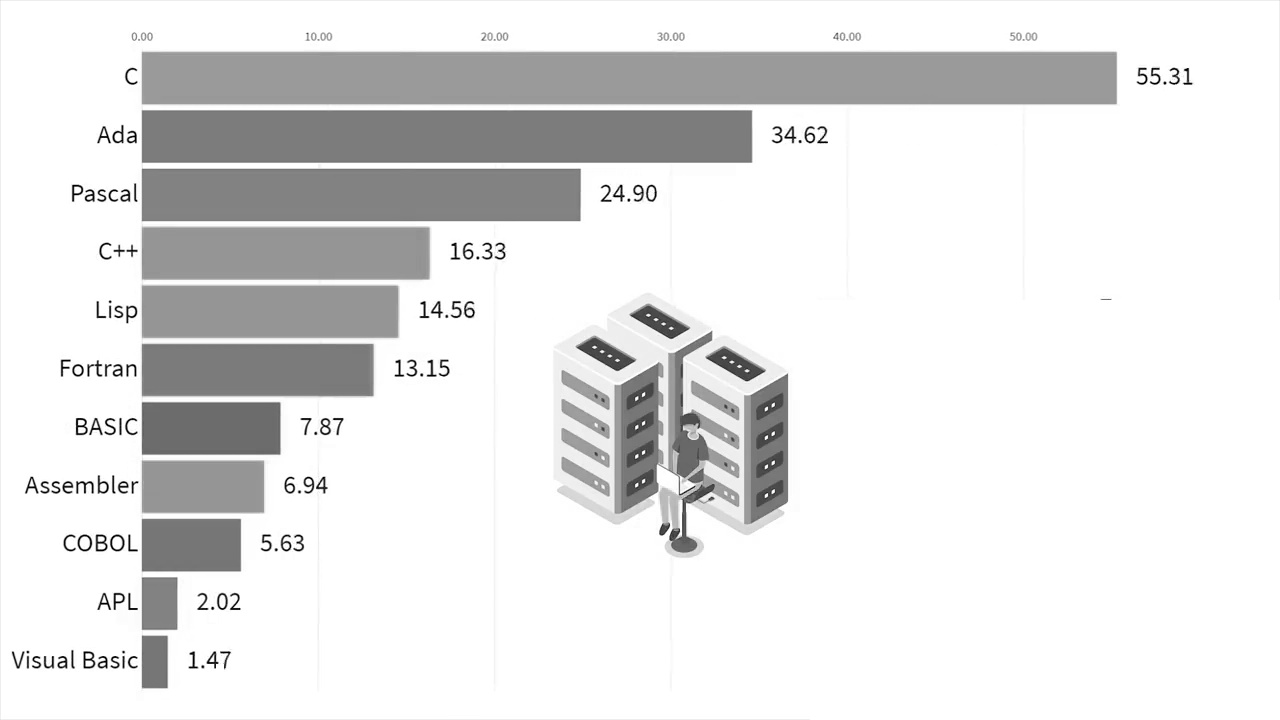 0.00 10.00 20.00 30.00 40.00 50.00
C 55.31
Ada 34.62
Pascal 24.90
C++ 16.33
Lisp 14.56
Fortran 13.15
BASIC 7.87
Assembler 6.94
COBOL 5.63
APL 2.02
Visual Basic 1.47